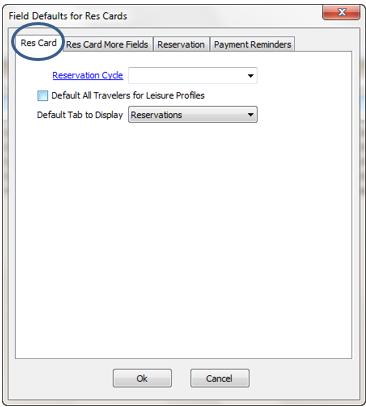 Field Defaults for Res Cards
Res Card Res Card More Fields Reservation Payment Reminders
Reservation Cycle
Default All Travelers for Leisure Profiles
Default Tab to Display Reservations
Ok Cancel